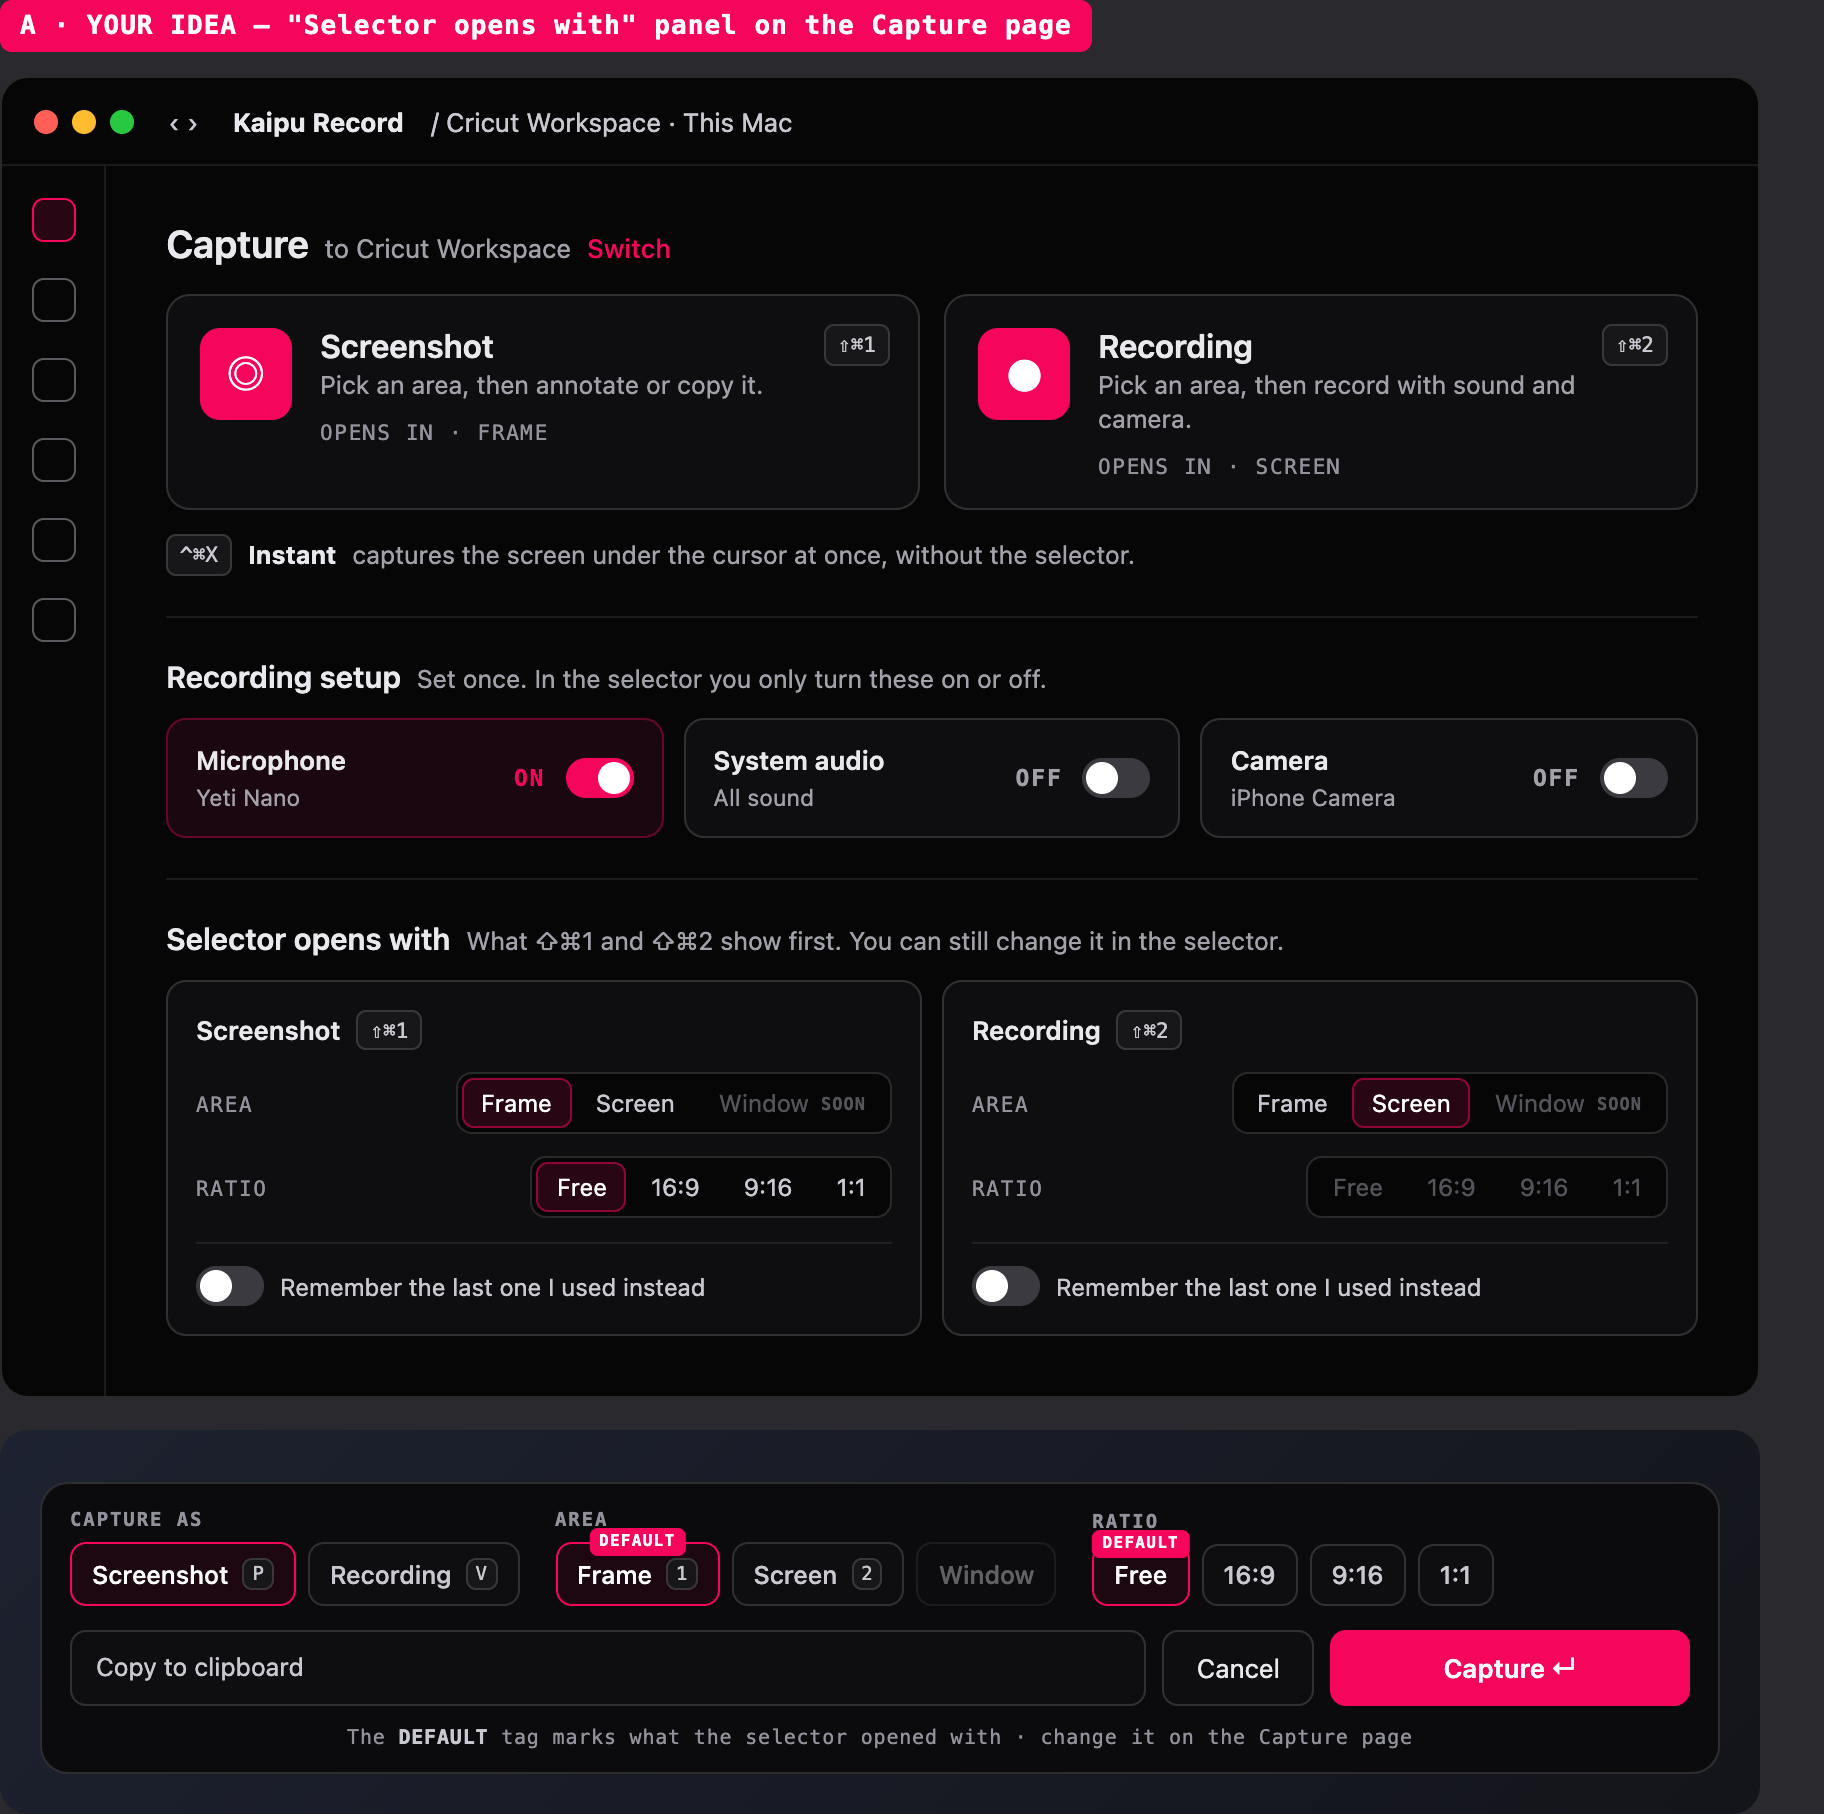 A · YOUR IDEA — "Selector opens with" panel on the Capture page
‹ › Kaipu Record / Cricut Workspace · This Mac
Capture to Cricut Workspace Switch
Screenshot ⇧⌘1
Pick an area, then annotate or copy it.
OPENS IN · FRAME
Recording ⇧⌘2
Pick an area, then record with sound and
camera.
OPENS IN · SCREEN
^⌘X Instant captures the screen under the cursor at once, without the selector.
Recording setup Set once. In the selector you only turn these on or off.
Microphone
Yeti Nano
ON
System audio
All sound
OFF
Camera
iPhone Camera
OFF
Selector opens with What ⇧⌘1 and ⇧⌘2 show first. You can still change it in the selector.
Screenshot ⇧⌘1
AREA Frame Screen Window SOON
RATIO Free 16:9 9:16 1:1
Remember the last one I used instead
Recording ⇧⌘2
AREA Frame Screen Window SOON
RATIO Free 16:9 9:16 1:1
Remember the last one I used instead
CAPTURE AS
Screenshot P Recording V
AREA
DEFAULT
Frame 1 Screen 2 Window
RATIO
DEFAULT
Free 16:9 9:16 1:1
Copy to clipboard Cancel Capture ↵
The DEFAULT tag marks what the selector opened with · change it on the Capture page